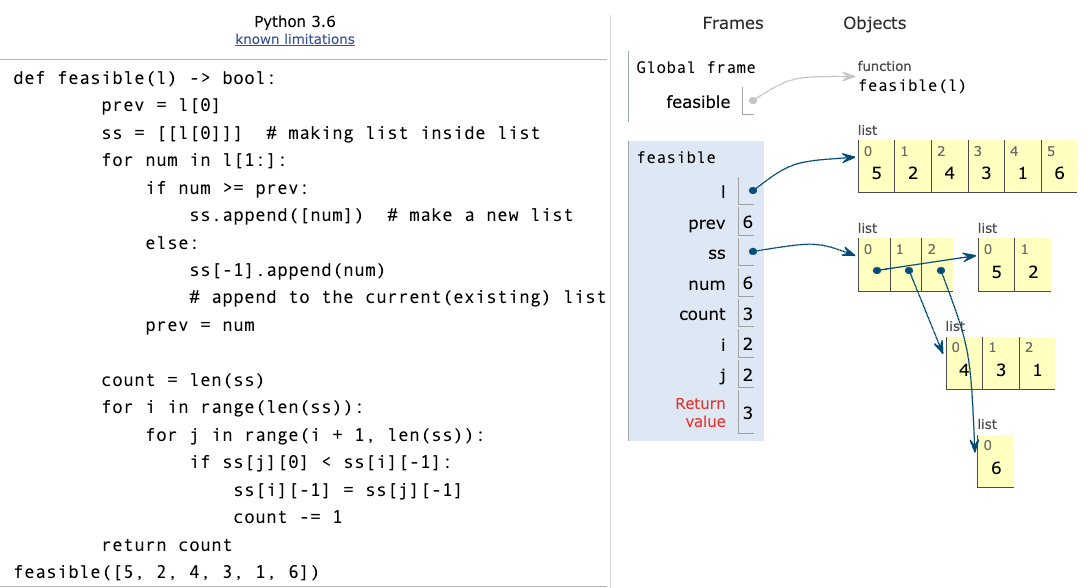 Python 3.6
known limitations
def feasible(l) -> bool:
        prev = l[0]
        ss = [[l[0]]]  # making list inside list
        for num in l[1:]:
            if num >= prev:
                ss.append([num])  # make a new list
            else:
                ss[-1].append(num)
                # append to the current(existing) list
            prev = num

        count = len(ss)
        for i in range(len(ss)):
            for j in range(i + 1, len(ss)):
                if ss[j][0] < ss[i][-1]:
                    ss[i][-1] = ss[j][-1]
                    count -= 1
        return count
feasible([5, 2, 4, 3, 1, 6])
Frames
Objects
Global frame
feasible
function
feasible(l)
feasible
l
prev 6
ss
num 6
count 3
i 2
j 2
Return
value 3
list
0 1 2 3 4 5
5 2 4 3 1 6
list
0 1 2
list
0 1
5 2
list
0 1 2
4 3 1
list
0
6